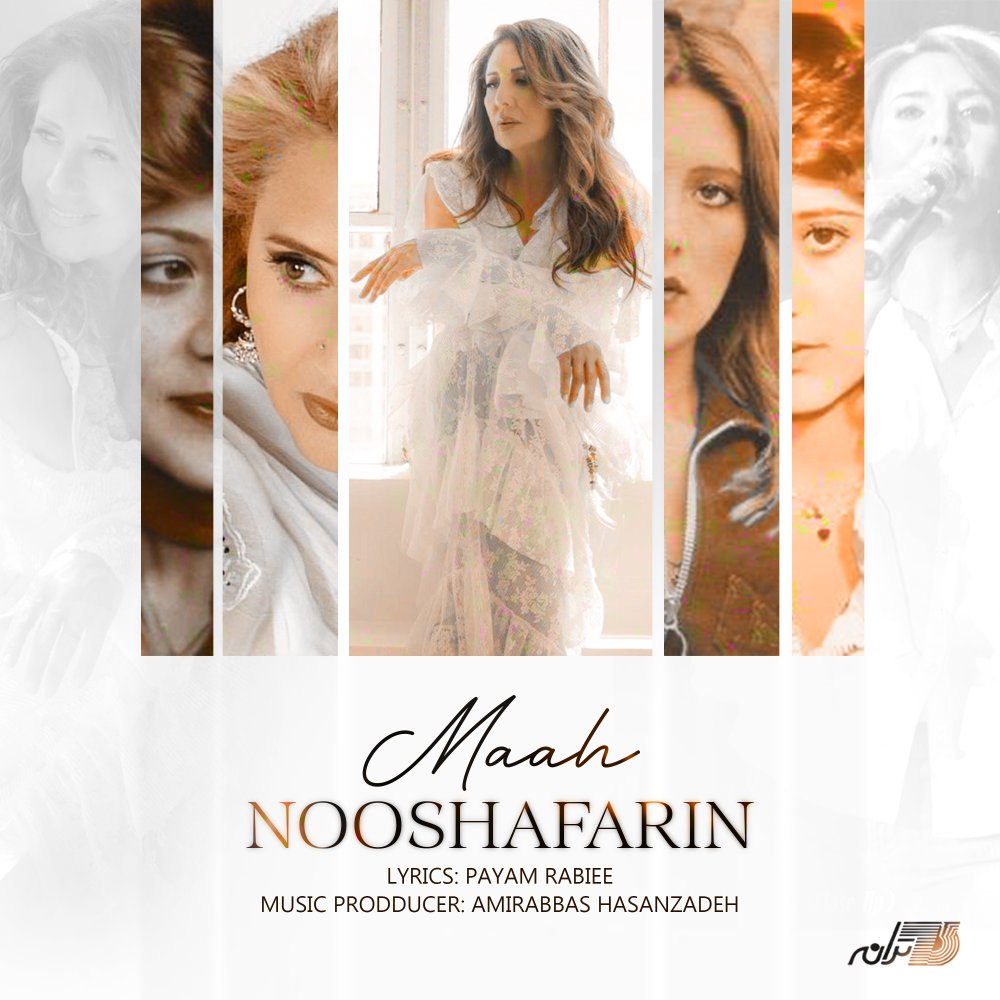 Maah
NOOSHAFARIN
LYRICS: PAYAM RABIEE
MUSIC PRODDUCER: AMIRABBAS HASANZADEH
ترانه